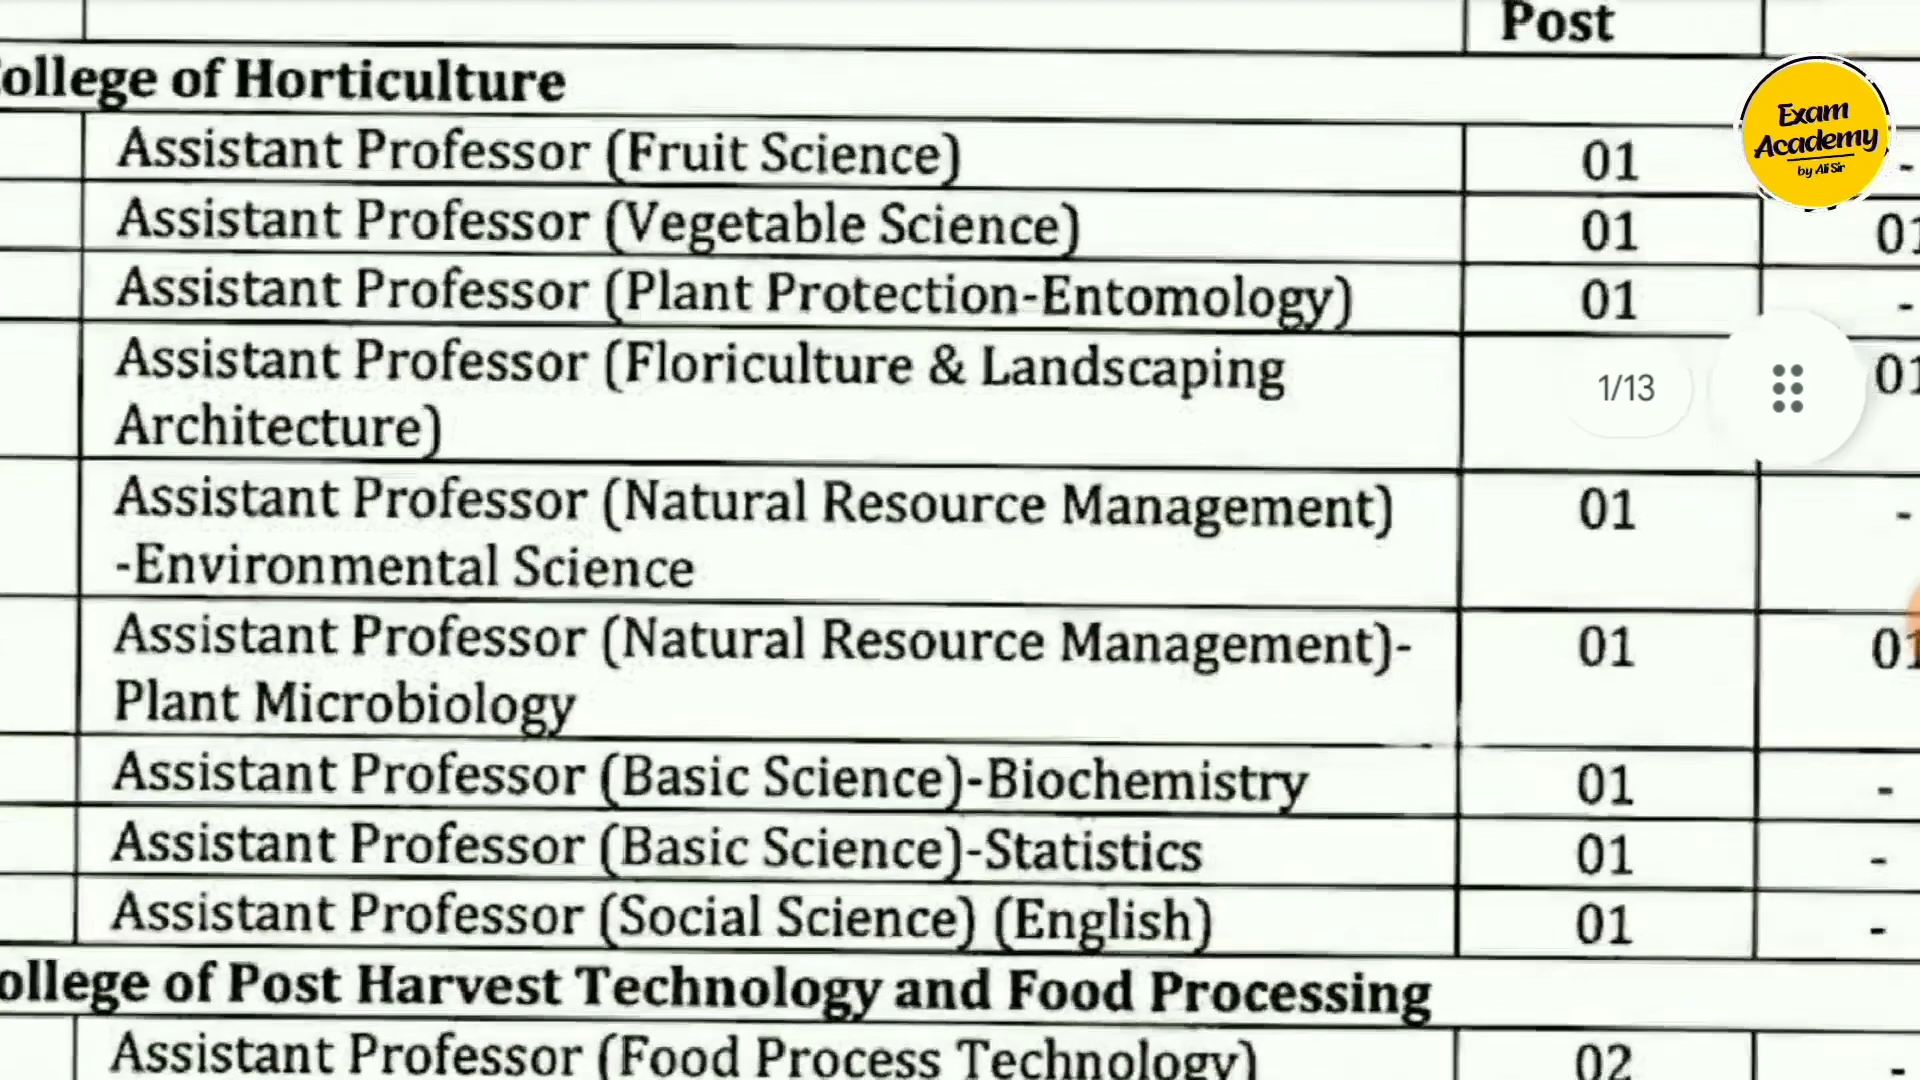 Post
ollege of Horticulture
Assistant Professor (Fruit Science) 01 -
Assistant Professor (Vegetable Science) 01 01
Assistant Professor (Plant Protection-Entomology) 01 -
Assistant Professor (Floriculture & Landscaping 01
Architecture)
Assistant Professor (Natural Resource Management) 01 -
-Environmental Science
Assistant Professor (Natural Resource Management)- 01 01
Plant Microbiology
Assistant Professor (Basic Science)-Biochemistry 01 -
Assistant Professor (Basic Science)-Statistics 01 -
Assistant Professor (Social Science) (English) 01 -
ollege of Post Harvest Technology and Food Processing
Assistant Professor (Food Process Technology) 02 -
Exam
Academy
by Ali Sir
1/13